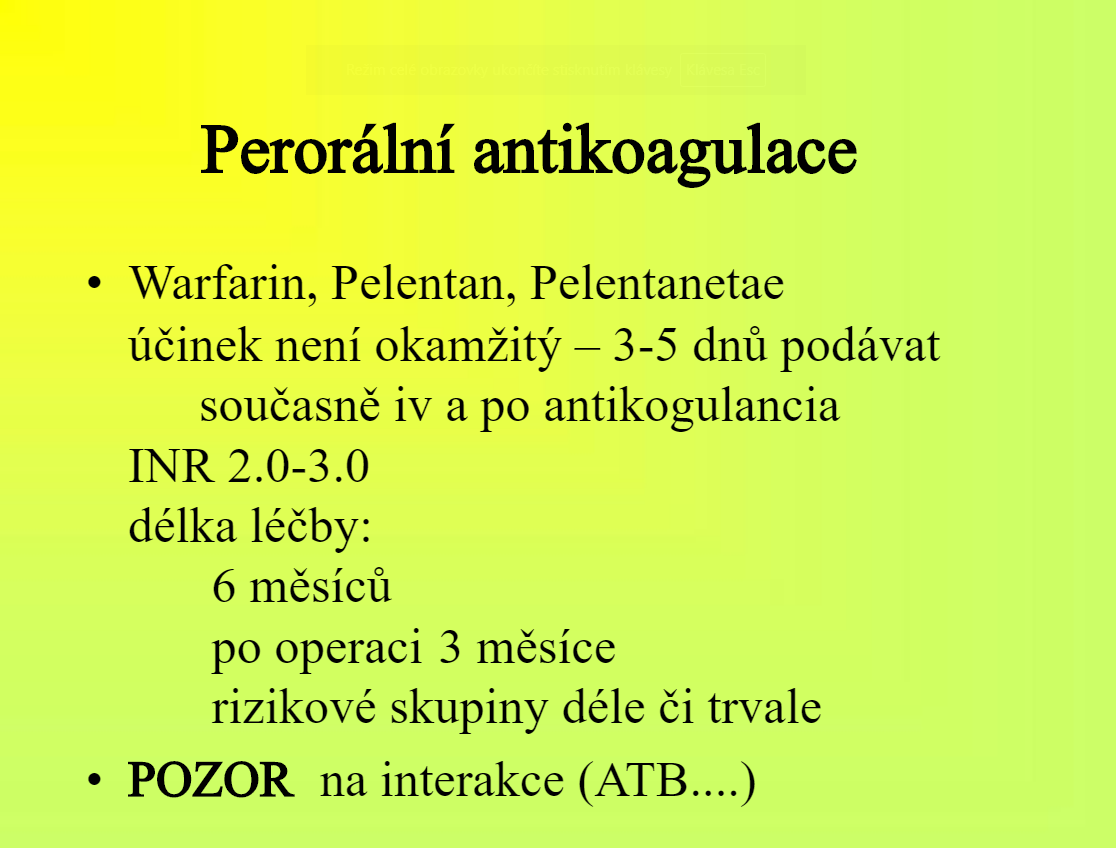 Perorální antikoagulace
• Warfarin, Pelentan, Pelentanetae
účinek není okamžitý – 3-5 dnů podávat
současně iv a po antikogulancia
INR 2.0-3.0
délka léčby:
6 měsíců
po operaci 3 měsíce
rizikové skupiny déle či trvale
• POZOR na interakce (ATB....)